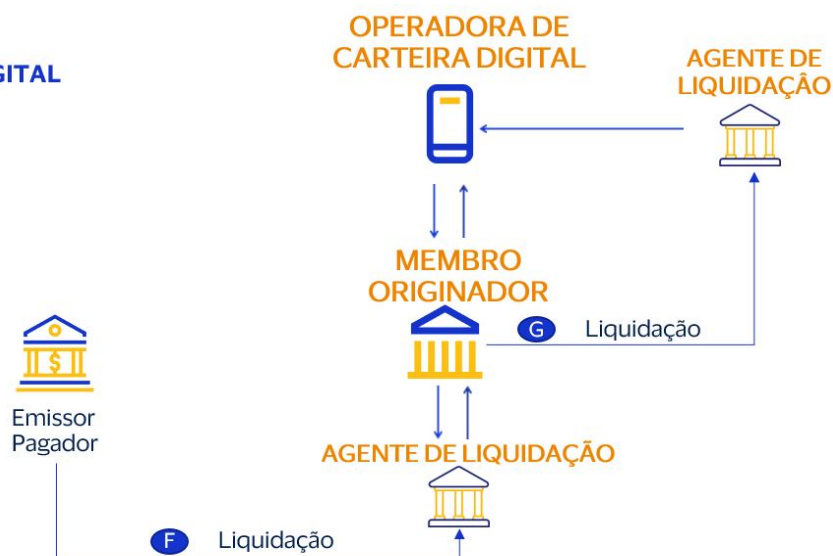 OPERADORA DE
CARTEIRA DIGITAL
AGENTE DE
LIQUIDAÇÃO
GITAL
MEMBRO
ORIGINADOR
G Liquidação
Emissor
Pagador
$
AGENTE DE LIQUIDAÇÃO
F Liquidação